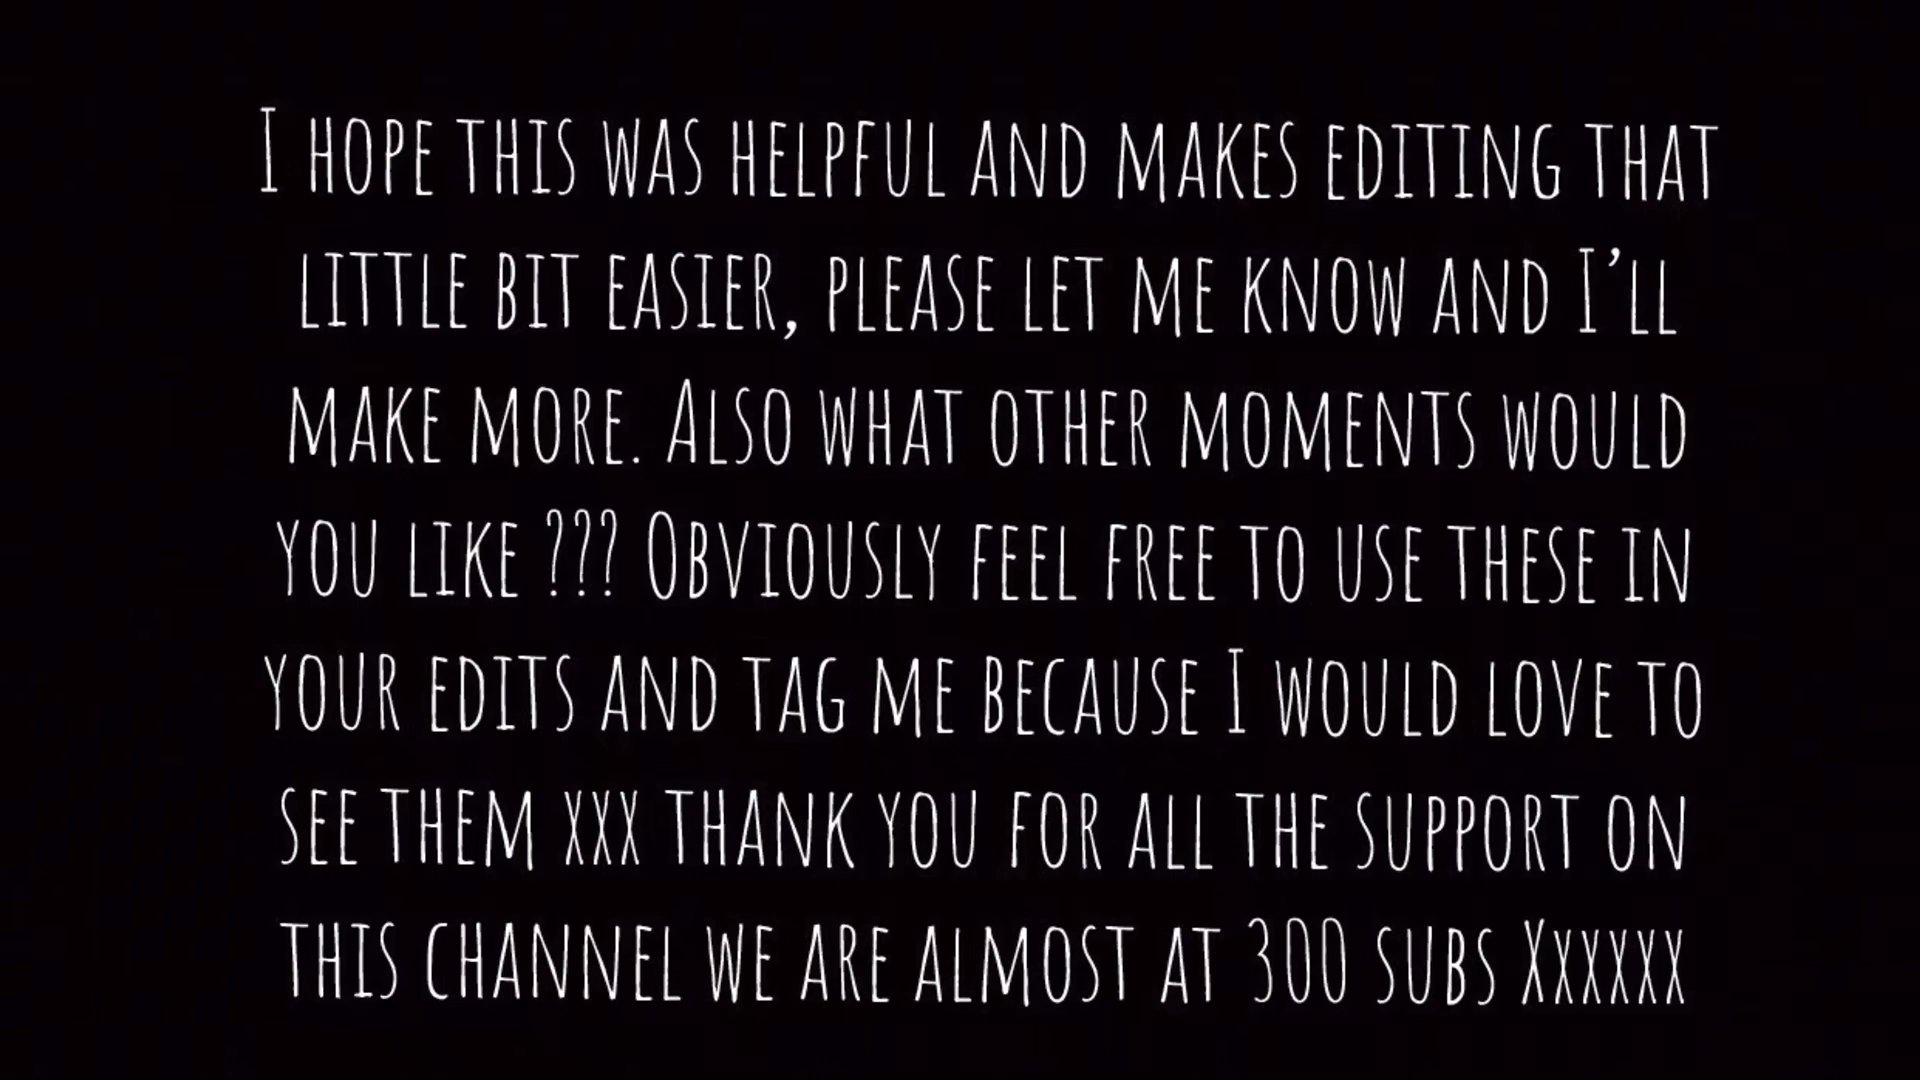 I hope this was helpful and makes editing that
little bit easier, please let me know and I’ll
make more. Also what other moments would
you like ??? Obviously feel free to use these in
your edits and tag me because I would love to
see them xxx thank you for all the support on
this channel we are almost at 300 subs Xxxxxx